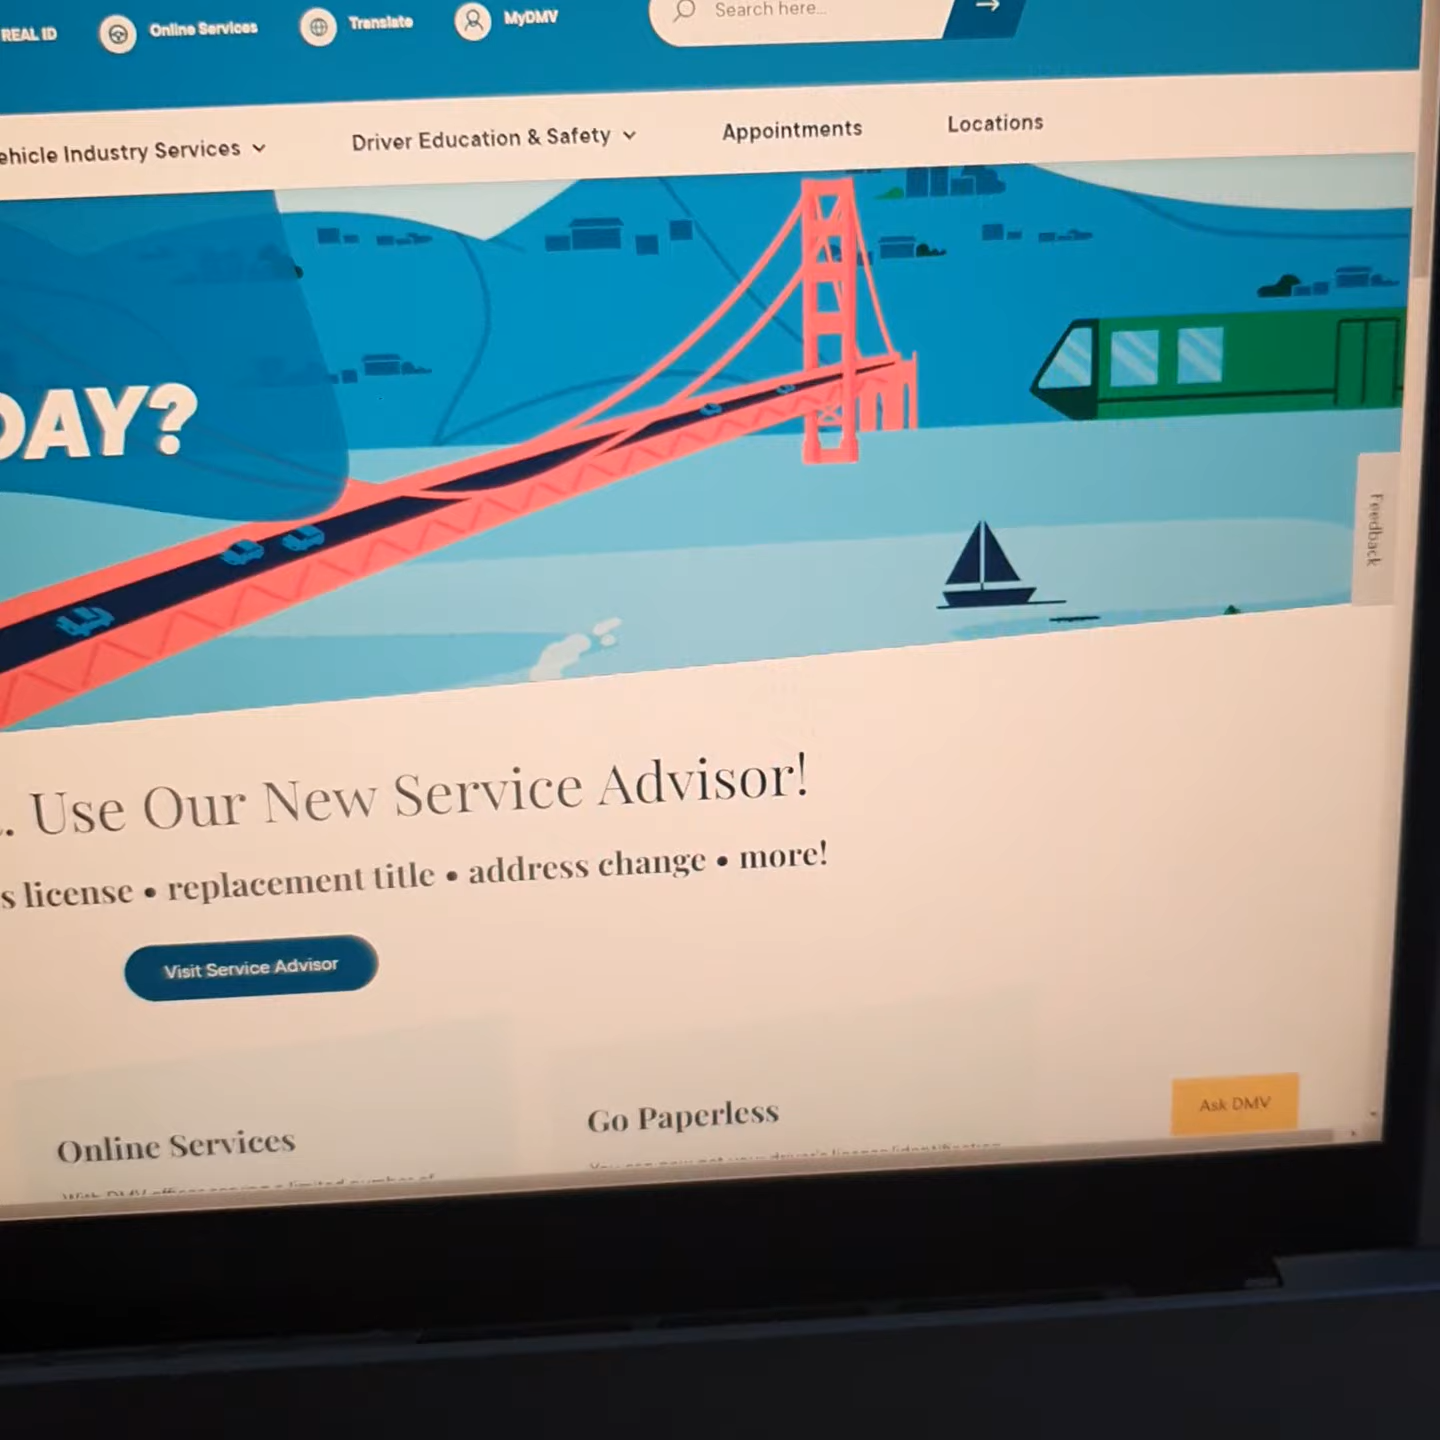 REAL ID Online Services Translate MyDMV Search here...
ehicle Industry Services Driver Education & Safety Appointments Locations
DAY?
Feedback
. Use Our New Service Advisor!
s license • replacement title • address change • more!
Visit Service Advisor
Online Services
Go Paperless
Ask DMV